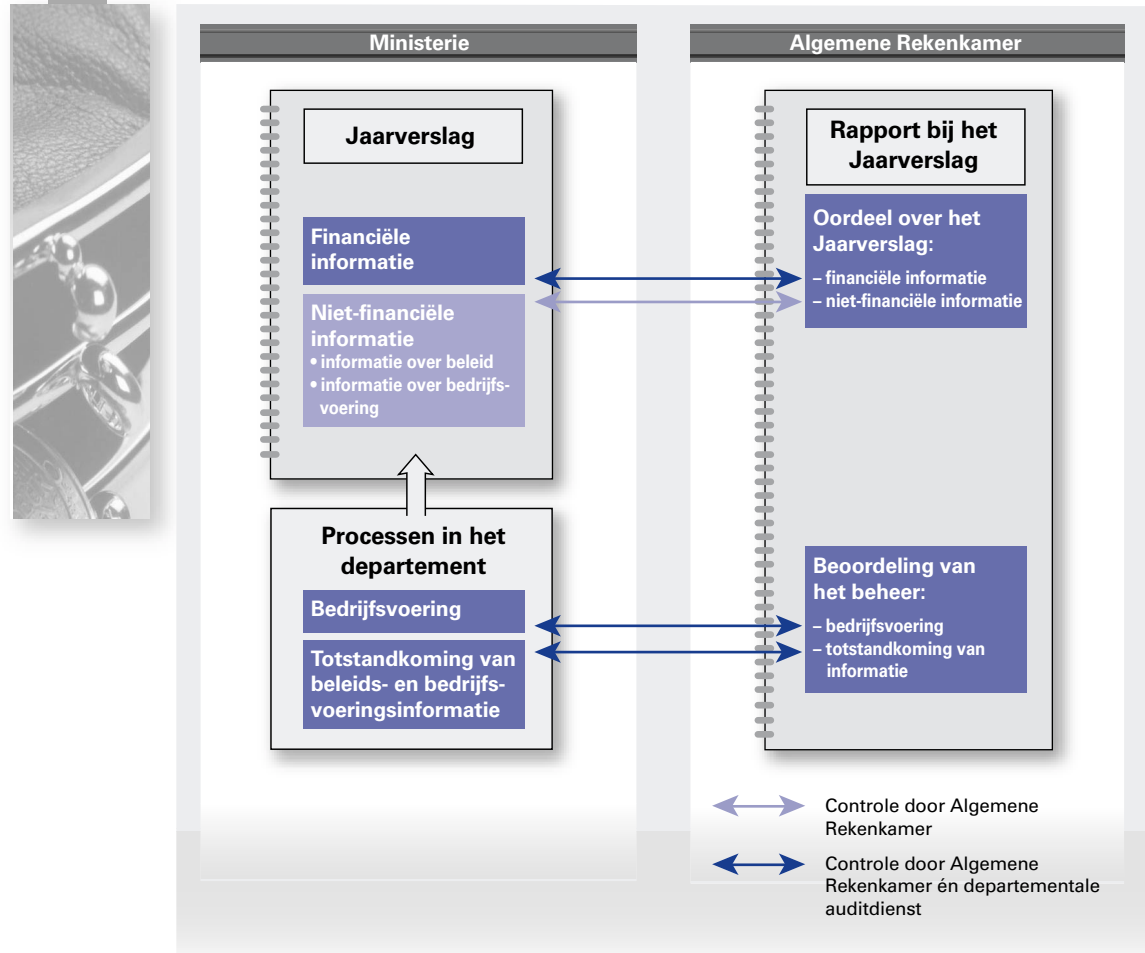 Ministerie
Jaarverslag
Financiële
informatie
Niet-financiële
informatie
• informatie over beleid
• informatie over bedrijfs-
voering
Processen in het
departement
Bedrijfsvoering
Totstandkoming van
beleids- en bedrijfs-
voeringsinformatie
Algemene Rekenkamer
Rapport bij het
Jaarverslag
Oordeel over het
Jaarverslag:
– financiële informatie
– niet-financiële informatie
Beoordeling van
het beheer:
– bedrijfsvoering
– totstandkoming van
informatie
Controle door Algemene
Rekenkamer
Controle door Algemene
Rekenkamer én departementale
auditdienst